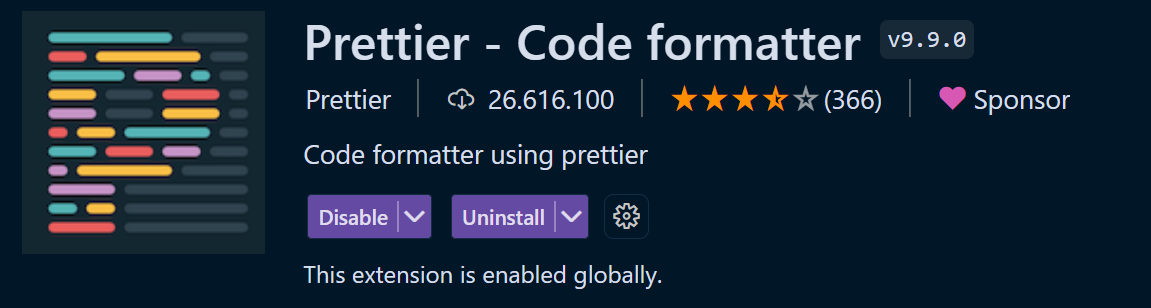 Prettier - Code formatter v9.9.0
Prettier 26.616.100 (366) Sponsor
Code formatter using prettier
Disable Uninstall
This extension is enabled globally.